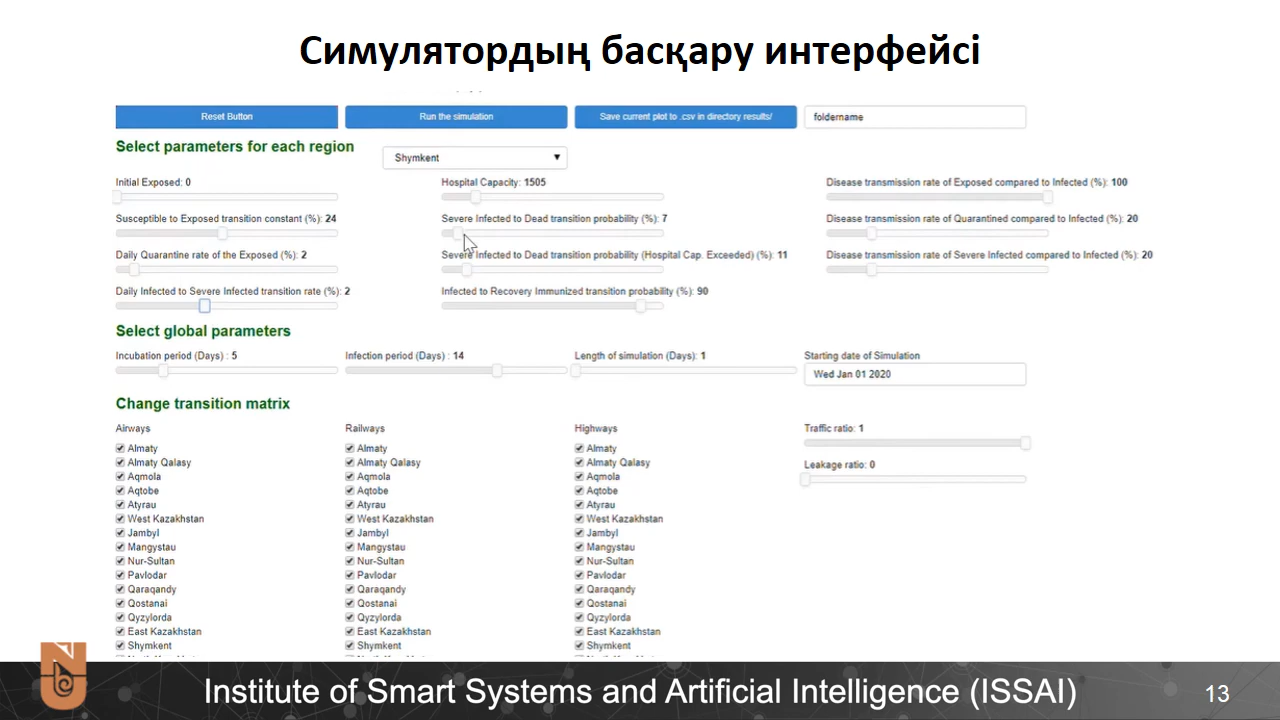 Симулятордың басқару интерфейсі
Reset Button
Run the simulation
Save current plot to .csv in directory results/
foldername
Select parameters for each region
Shymkent
Initial Exposed: 0
Hospital Capacity: 1505
Disease transmission rate of Exposed compared to Infected (%): 100
Susceptible to Exposed transition constant (%): 24
Severe Infected to Dead transition probability (%): 7
Disease transmission rate of Quarantined compared to Infected (%): 20
Daily Quarantine rate of the Exposed (%): 2
Severe Infected to Dead transition probability (Hospital Cap. Exceeded) (%): 11
Disease transmission rate of Severe Infected compared to Infected (%): 20
Daily Infected to Severe Infected transition rate (%): 2
Infected to Recovery Immunized transition probability (%): 90
Select global parameters
Incubation period (Days) : 5
Infection period (Days) : 14
Length of simulation (Days): 1
Starting date of Simulation
Wed Jan 01 2020
Change transition matrix
Airways
Almaty
Almaty Qalasy
Aqmola
Aqtobe
Atyrau
West Kazakhstan
Jambyl
Mangystau
Nur-Sultan
Pavlodar
Qaraqandy
Qostanai
Qyzylorda
East Kazakhstan
Shymkent
Railways
Almaty
Almaty Qalasy
Aqmola
Aqtobe
Atyrau
West Kazakhstan
Jambyl
Mangystau
Nur-Sultan
Pavlodar
Qaraqandy
Qostanai
Qyzylorda
East Kazakhstan
Shymkent
Highways
Almaty
Almaty Qalasy
Aqmola
Aqtobe
Atyrau
West Kazakhstan
Jambyl
Mangystau
Nur-Sultan
Pavlodar
Qaraqandy
Qostanai
Qyzylorda
East Kazakhstan
Shymkent
Traffic ratio: 1
Leakage ratio: 0
Institute of Smart Systems and Artificial Intelligence (ISSAI)
13